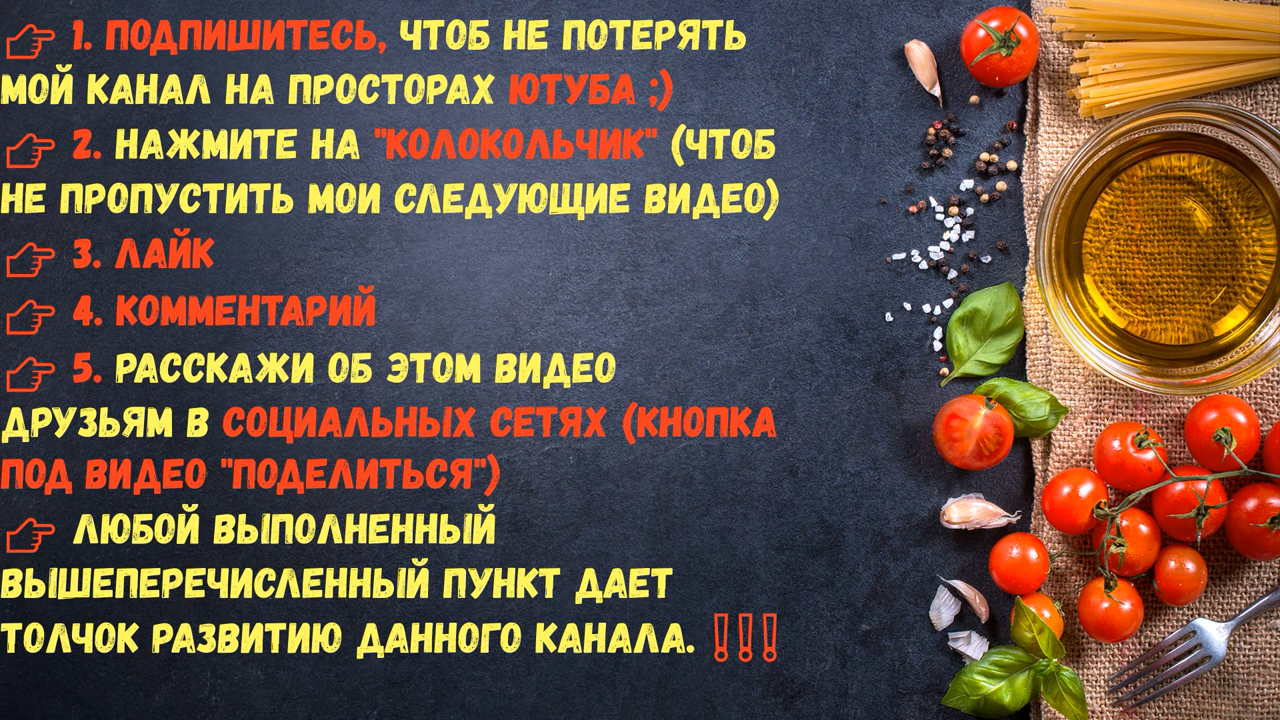 👉 1. ПОДПИШИТЕСЬ, ЧТОБ НЕ ПОТЕРЯТЬ
МОЙ КАНАЛ НА ПРОСТОРАХ ЮТУБА ;)
👉 2. НАЖМИТЕ НА "КОЛОКОЛЬЧИК" (ЧТОБ
НЕ ПРОПУСТИТЬ МОИ СЛЕДУЮЩИЕ ВИДЕО)
👉 3. ЛАЙК
👉 4. КОММЕНТАРИЙ
👉 5. РАССКАЖИ ОБ ЭТОМ ВИДЕО
ДРУЗЬЯМ В СОЦИАЛЬНЫХ СЕТЯХ (КНОПКА
ПОД ВИДЕО "ПОДЕЛИТЬСЯ")
👉 ЛЮБОЙ ВЫПОЛНЕННЫЙ
ВЫШЕПЕРЕЧИСЛЕННЫЙ ПУНКТ ДАЕТ
ТОЛЧОК РАЗВИТИЮ ДАННОГО КАНАЛА. ❗❗❗